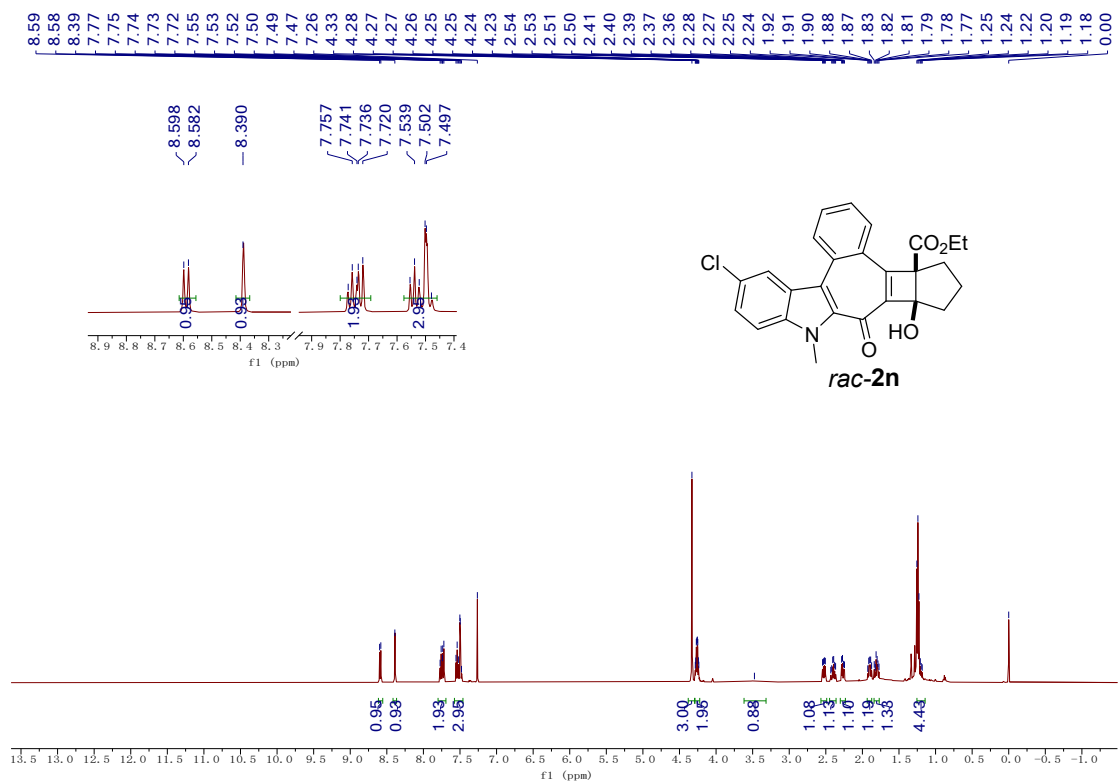 8.59 8.58 8.39 7.77 7.75 7.74 7.73 7.72 7.55 7.53 7.52 7.50 7.49 7.47 7.26 4.33 4.28 4.27 4.27 4.26 4.25 4.25 4.24 4.23 2.54 2.53 2.51 2.50 2.41 2.40 2.39 2.37 2.36 2.28 2.27 2.25 2.24 1.92 1.91 1.90 1.88 1.87 1.83 1.82 1.81 1.79 1.78 1.77 1.25 1.24 1.22 1.20 1.19 1.18 0.00
8.598 8.582 8.390 7.757 7.741 7.736 7.720 7.539 7.502 7.497
0.95 0.93 1.93 2.95
8.9 8.8 8.7 8.6 8.5 8.4 8.3 7.9 7.8 7.7 7.6 7.5 7.4
f1 (ppm)
CO2Et
Cl
N
O
HO
rac-2n
0.95 0.93 1.93 2.95 3.00 1.95 0.88 1.08 1.13 1.10 1.19 1.38 4.43
13.5 13.0 12.5 12.0 11.5 11.0 10.5 10.0 9.5 9.0 8.5 8.0 7.5 7.0 6.5 6.0 5.5 5.0 4.5 4.0 3.5 3.0 2.5 2.0 1.5 1.0 0.5 0.0 -0.5 -1.0
f1 (ppm)